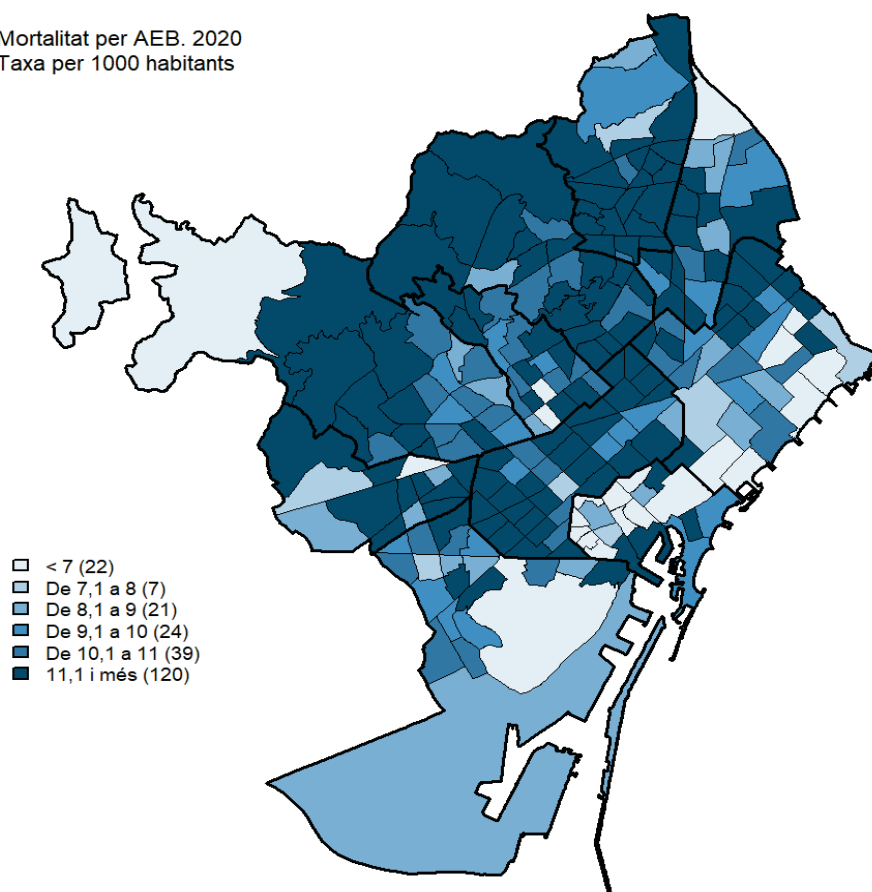 Mortalitat per AEB. 2020
Taxa per 1000 habitants
< 7 (22)
De 7,1 a 8 (7)
De 8,1 a 9 (21)
De 9,1 a 10 (24)
De 10,1 a 11 (39)
11,1 i més (120)